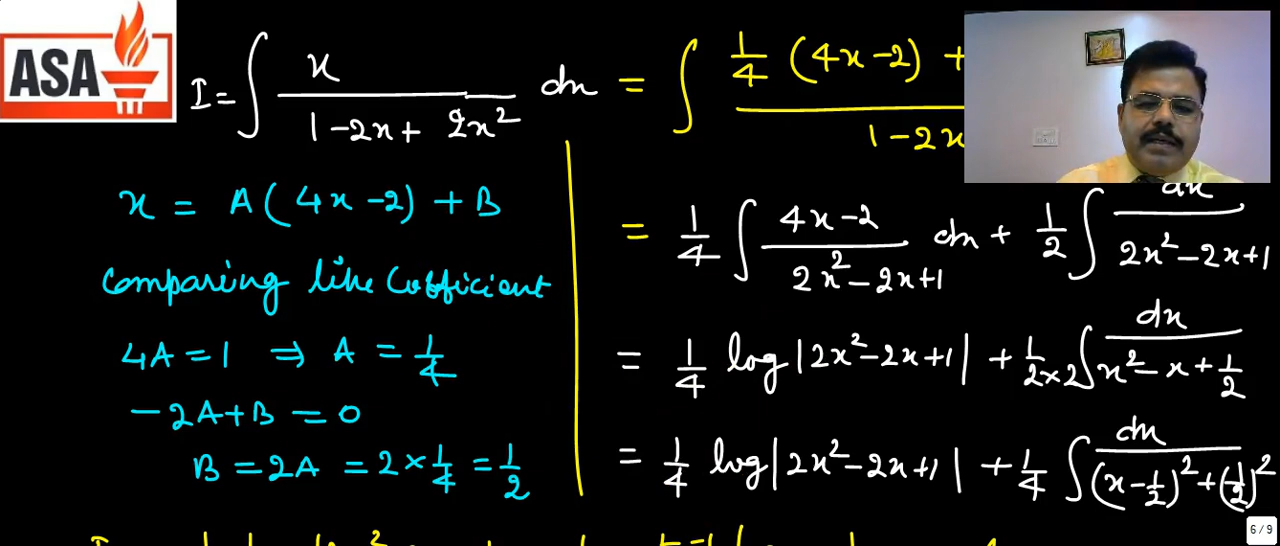 ASA
I = ∫ x / (1 - 2x + 2x²) dx = ∫ 1/4 (4x - 2) + / 1 - 2x
x = A(4x - 2) + B
comparing like Cofficient
4A = 1 ⇒ A = 1/4
-2A + B = 0
B = 2A = 2 × 1/4 = 1/2
= 1/4 ∫ (4x - 2) / (2x² - 2x + 1) dx + 1/2 ∫ dx / (2x² - 2x + 1)
= 1/4 log|2x² - 2x + 1| + 1/(2×2) ∫ dx / (x² - x + 1/2)
= 1/4 log|2x² - 2x + 1| + 1/4 ∫ dx / ((x - 1/2)² + (1/2)²)
6 / 9